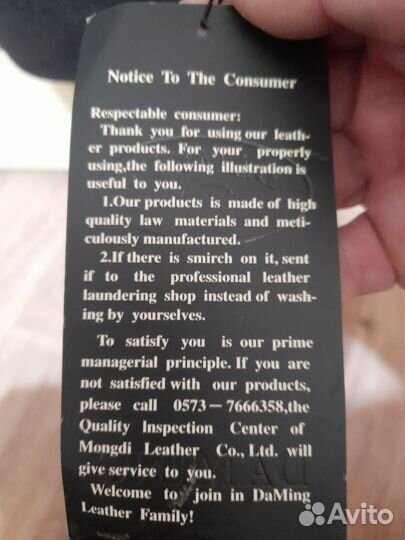 Notice To The Consumer
Respectable consumer:
Thank you for using our leath-
er products. For your properly
using,the following illustration is
useful to you.
1.Our products is made of high
quality law materials and meti-
culously manufactured.
2.If there is smirch on it, sent
if to the professional leather
laundering shop instead of wash-
ing by yourselves.
To satisfy you is our prime
managerial principle. If you are
not satisfied with our products,
please call 0573-7666358,the
Quality Inspection Center of
Mongdi Leather Co., Ltd. will
give service to you.
Welcome to join in DaMing
Leather Family!
Avito